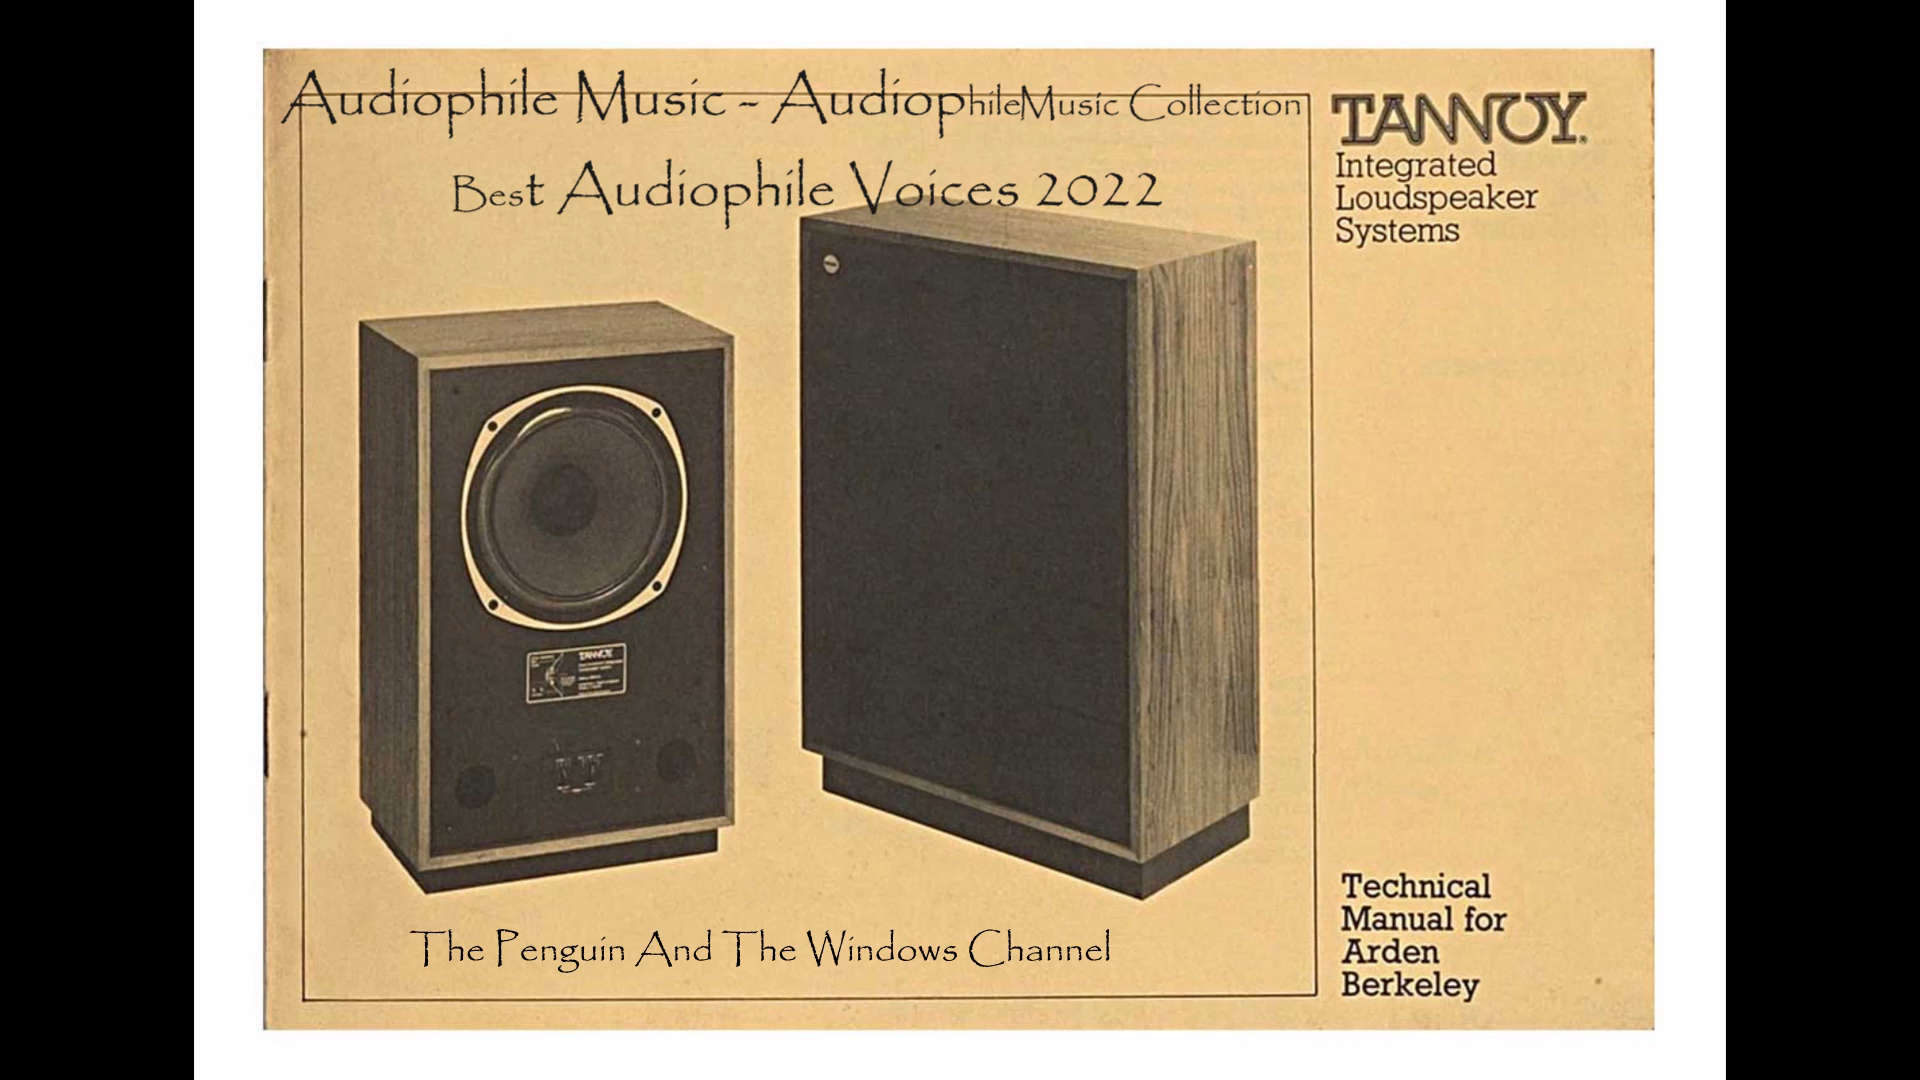 Audiophile Music - AudiophileMusic Collection
Best Audiophile Voices 2022
TANNOY
Integrated
Loudspeaker
Systems
TANNOY
The Penguin And The Windows Channel
Technical
Manual for
Arden
Berkeley